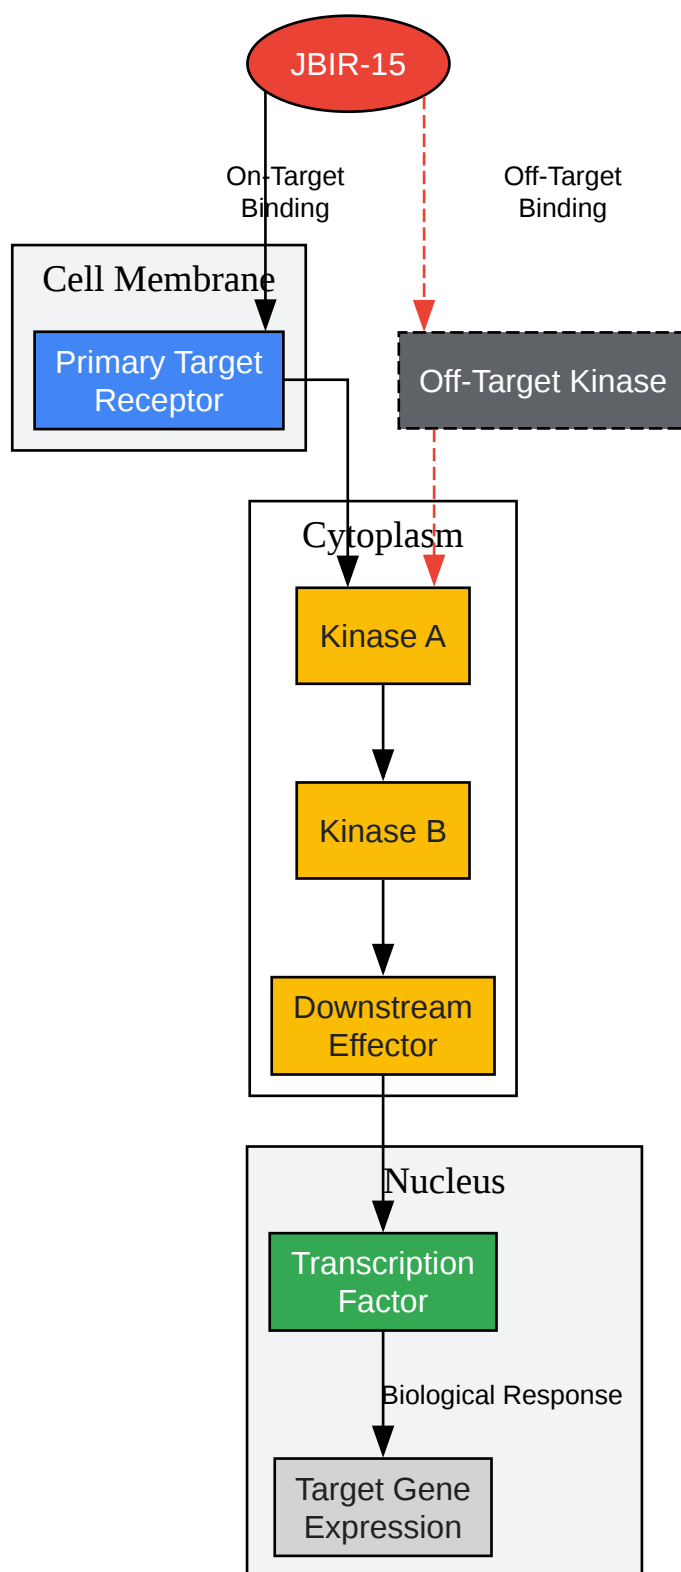 JBIR-15
On-Target
Binding
Off-Target
Binding
Cell Membrane
Primary Target
Receptor
Off-Target Kinase
Cytoplasm
Kinase A
Kinase B
Downstream
Effector
Nucleus
Transcription
Factor
Biological Response
Target Gene
Expression